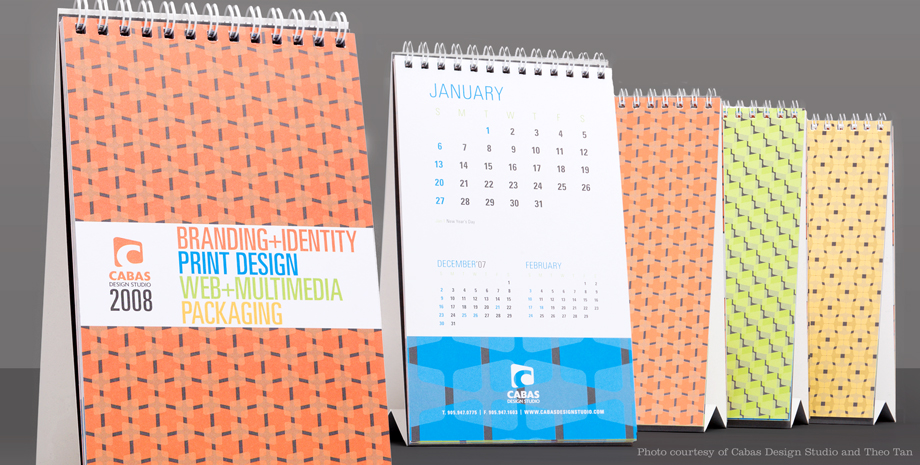 CABAS
DESIGN STUDIO
2008
BRANDING+IDENTITY
PRINT DESIGN
WEB+MULTIMEDIA
PACKAGING
JANUARY
S M T W T F S
1 2 3 4 5
6 7 8 9 10 11 12
13 14 15 16 17 18 19
20 21 22 23 24 25 26
27 28 29 30 31
New Year's Day
DECEMBER'07
FEBRUARY
CABAS
DESIGN STUDIO
WWW.CABASDESIGNSTUDIO.COM
Photo courtesy of Cabas Design Studio and Theo Tan